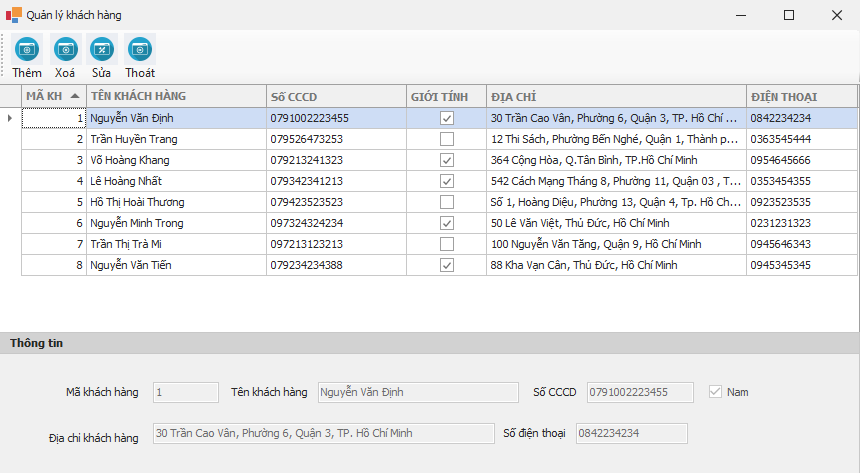 Quản lý khách hàng
Thêm Xoá Sửa Thoát
MÃ KH TÊN KHÁCH HÀNG Số CCCD GIỚI TÍNH ĐỊA CHỈ ĐIỆN THOẠI
1 Nguyễn Văn Định 0791002223455 30 Trần Cao Vân, Phường 6, Quận 3, TP. Hồ Chí ... 0842234234
2 Trần Huyền Trang 079526473253 12 Thi Sách, Phường Bến Nghé, Quận 1, Thành p... 0363545444
3 Võ Hoàng Khang 079213241323 364 Cộng Hòa, Q.Tân Bình, TP.Hồ Chí Minh 0954645666
4 Lê Hoàng Nhất 079342341213 542 Cách Mạng Tháng 8, Phường 11, Quận 03 , T... 0353454355
5 Hồ Thị Hoài Thương 079423523523 Số 1, Hoàng Diệu, Phường 13, Quận 4, Tp. Hồ Ch... 0923523535
6 Nguyễn Minh Trong 097324324234 50 Lê Văn Việt, Thủ Đức, Hồ Chí Minh 0231231323
7 Trần Thị Trà Mi 097213123213 100 Nguyễn Văn Tăng, Quận 9, Hồ Chí Minh 0945646343
8 Nguyễn Văn Tiến 079234234388 88 Kha Vạn Cân, Thủ Đức, Hồ Chí Minh 0945345345
Thông tin
Mã khách hàng 1 Tên khách hàng Nguyễn Văn Định Số CCCD 0791002223455 Nam
Địa chỉ khách hàng 30 Trần Cao Vân, Phường 6, Quận 3, TP. Hồ Chí Minh Số điện thoại 0842234234